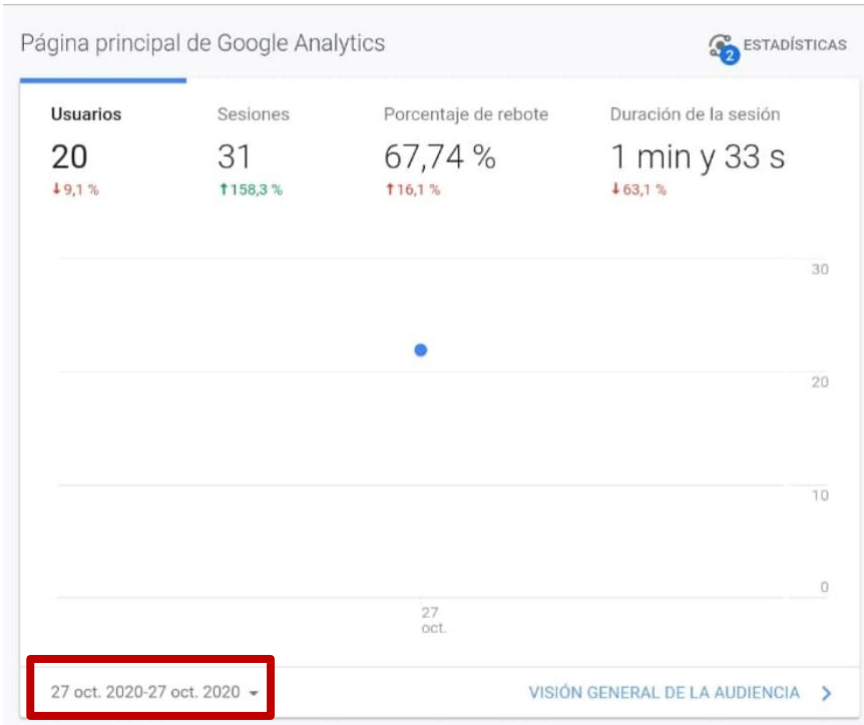 Página principal de Google Analytics
2 ESTADÍSTICAS
Usuarios Sesiones Porcentaje de rebote Duración de la sesión
20 31 67,74 % 1 min y 33 s
↓9,1 % ↑158,3 % ↑16,1 % ↓63,1 %
30
20
10
0
27
oct.
27 oct. 2020-27 oct. 2020 VISIÓN GENERAL DE LA AUDIENCIA